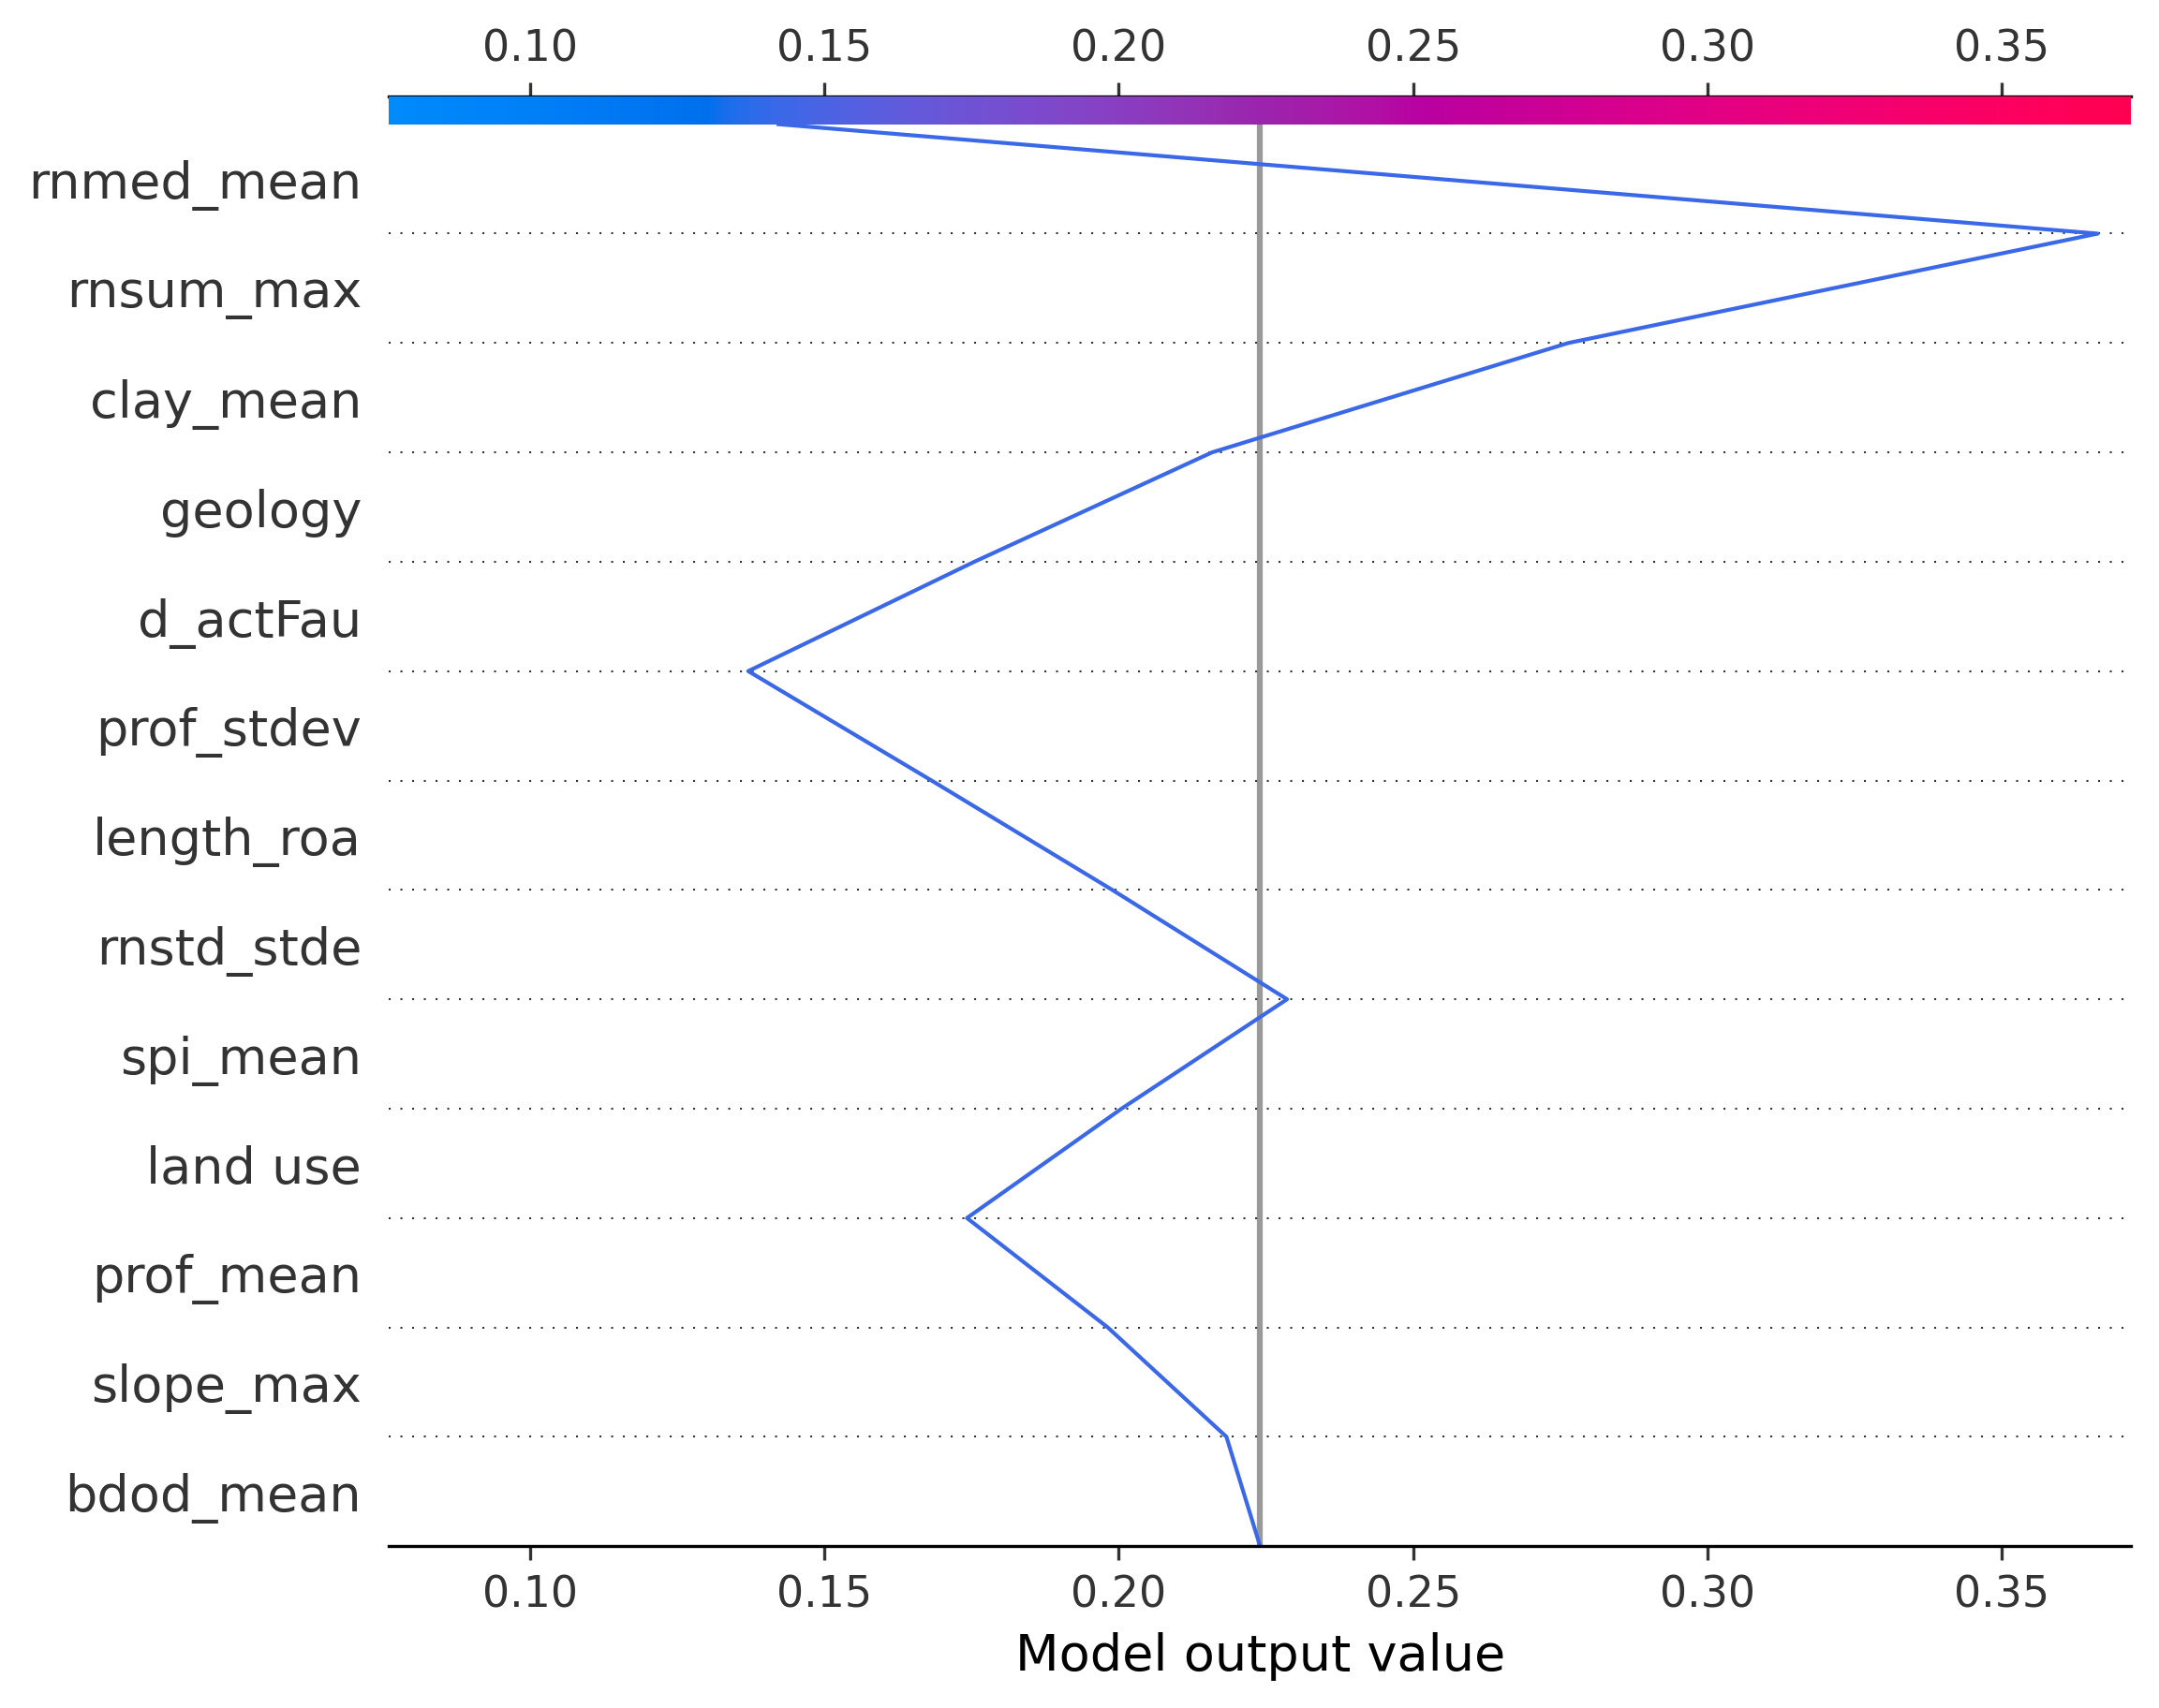 0.10 0.15 0.20 0.25 0.30 0.35
rnmed_mean
rnsum_max
clay_mean
geology
d_actFau
prof_stdev
length_roa
rnstd_stde
spi_mean
land use
prof_mean
slope_max
bdod_mean
0.10 0.15 0.20 0.25 0.30 0.35
Model output value